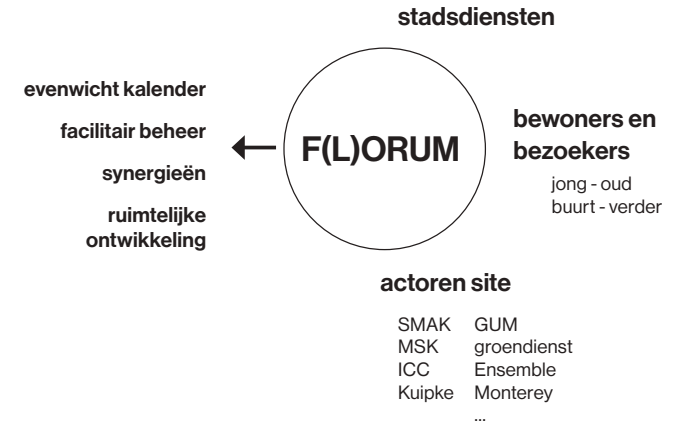 stadsdiensten
evenwicht kalender
facilitair beheer
synergieën
ruimtelijke
ontwikkeling
F(L)ORUM
bewoners en
bezoekers
jong - oud
buurt - verder
actoren site
SMAK GUM
MSK groendienst
ICC Ensemble
Kuipke Monterey
...